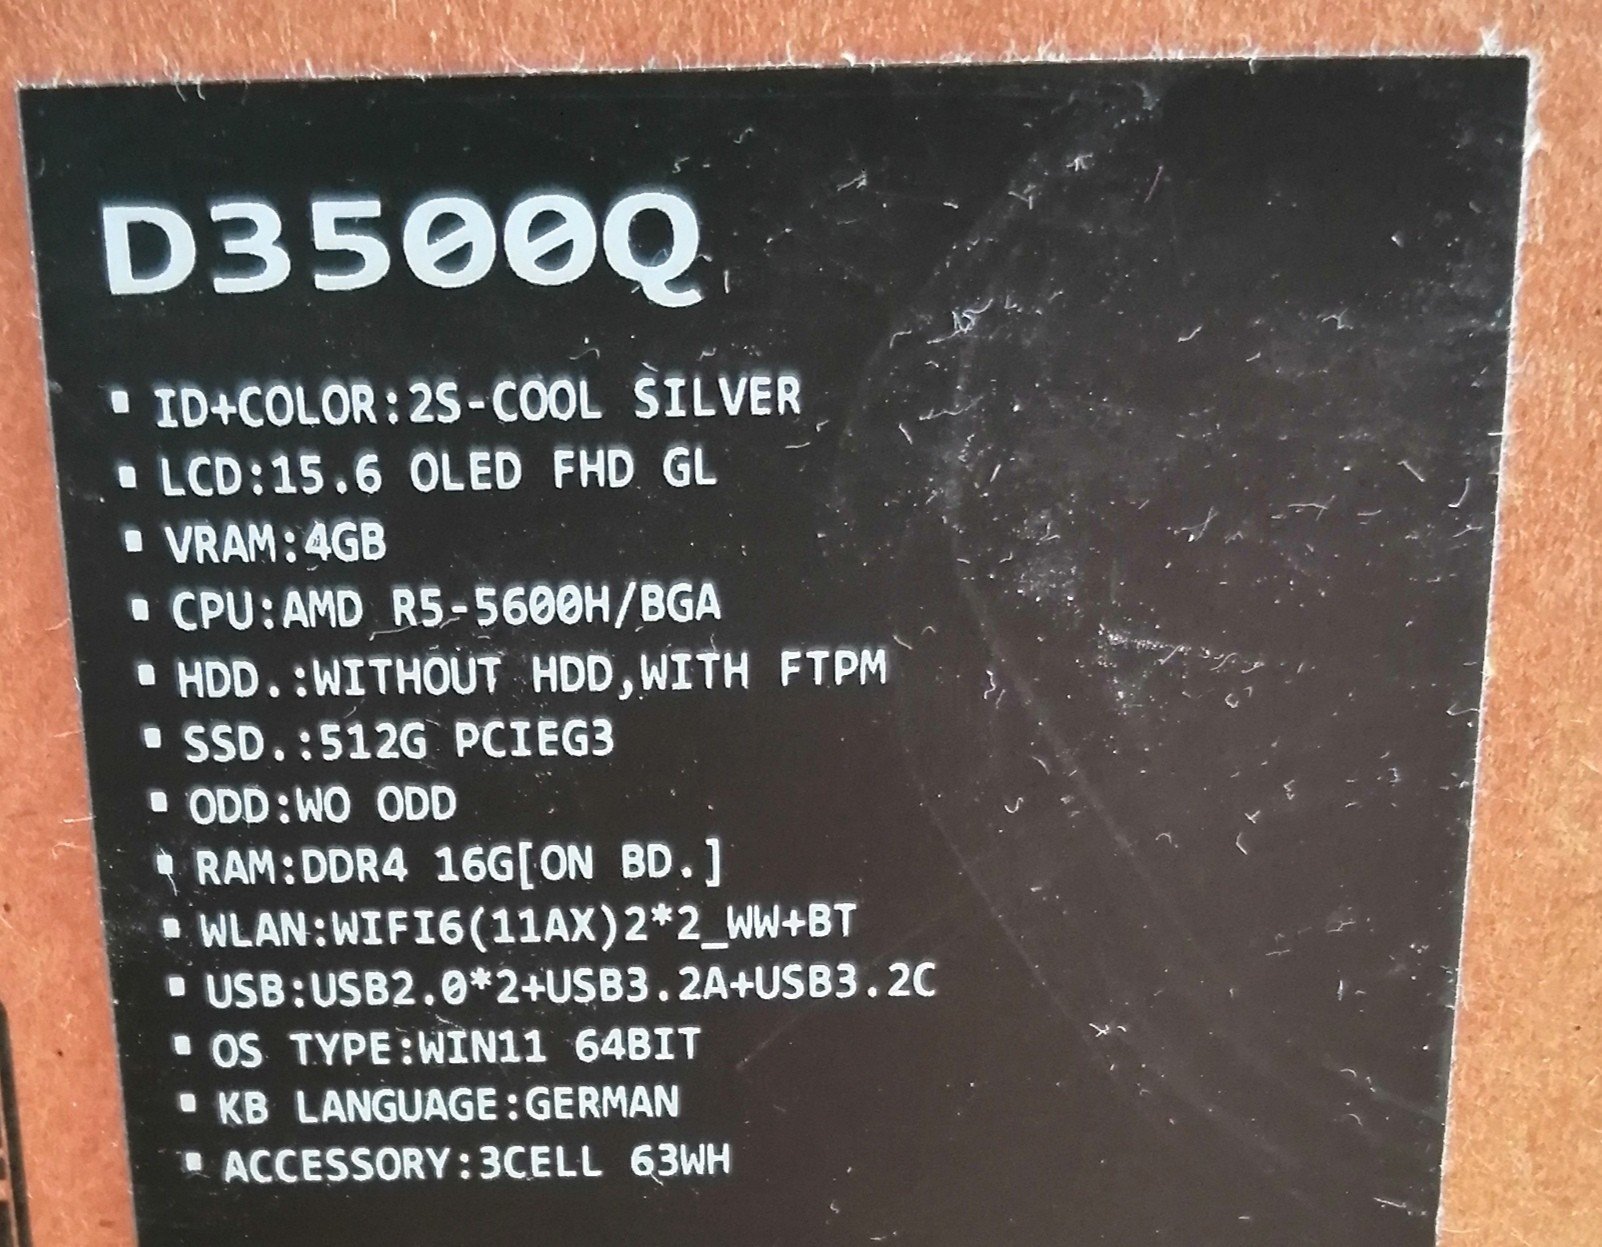 D3500Q
▪ ID+COLOR:2S-COOL SILVER
▪ LCD:15.6 OLED FHD GL
▪ VRAM:4GB
▪ CPU:AMD R5-5600H/BGA
▪ HDD.:WITHOUT HDD,WITH FTPM
▪ SSD.:512G PCIEG3
▪ ODD:WO ODD
▪ RAM:DDR4 16G[ON BD.]
▪ WLAN:WIFI6(11AX)2*2_WW+BT
▪ USB:USB2.0*2+USB3.2A+USB3.2C
▪ OS TYPE:WIN11 64BIT
▪ KB LANGUAGE:GERMAN
▪ ACCESSORY:3CELL 63WH